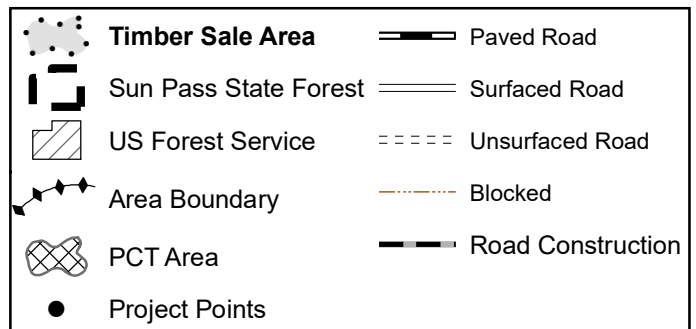 Timber Sale Area
Sun Pass State Forest
US Forest Service
Area Boundary
PCT Area
Project Points
Paved Road
Surfaced Road
Unsurfaced Road
Blocked
Road Construction